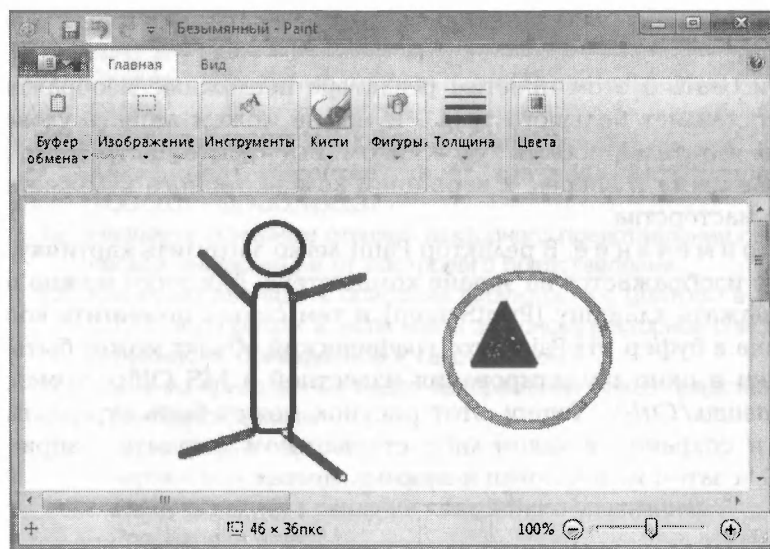 Безымянный - Paint
Главная Вид
Буфер обмена Изображение Инструменты Кисти Фигуры Толщина Цвета
46 × 36пкс 100%